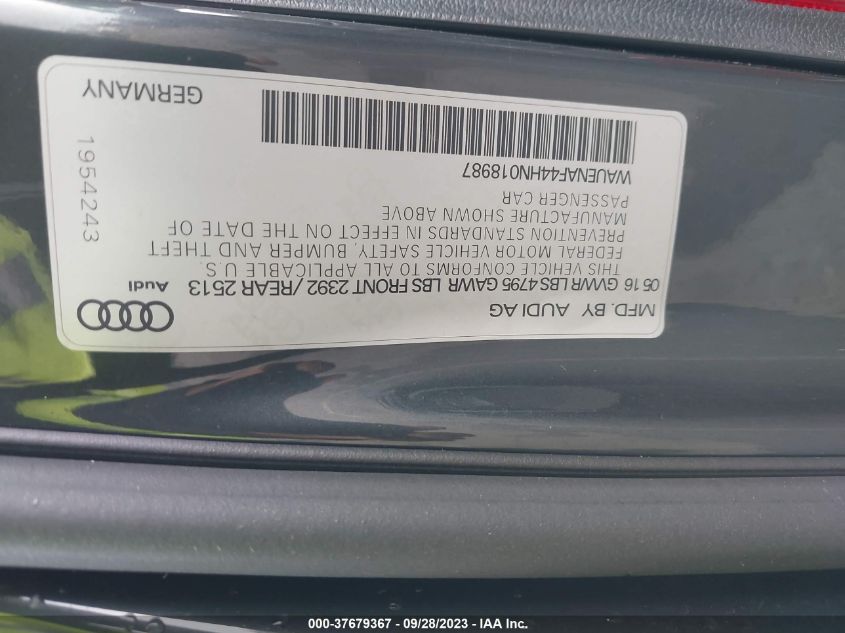 MFD. BY AUDI AG
0516 GVWR LBS 4795 GAWR LBS FRONT 2392 / REAR 2513
Audi
THIS VEHICLE CONFORMS TO ALL APPLICABLE U.S.
FEDERAL MOTOR VEHICLE SAFETY, BUMPER AND THEFT
PREVENTION STANDARDS IN EFFECT ON THE DATE OF
MANUFACTURE SHOWN ABOVE
PASSENGER CAR
WAUENAF44HN018987
1954243
GERMANY
000-37679367 / 09/28/2023 / IAA Inc.